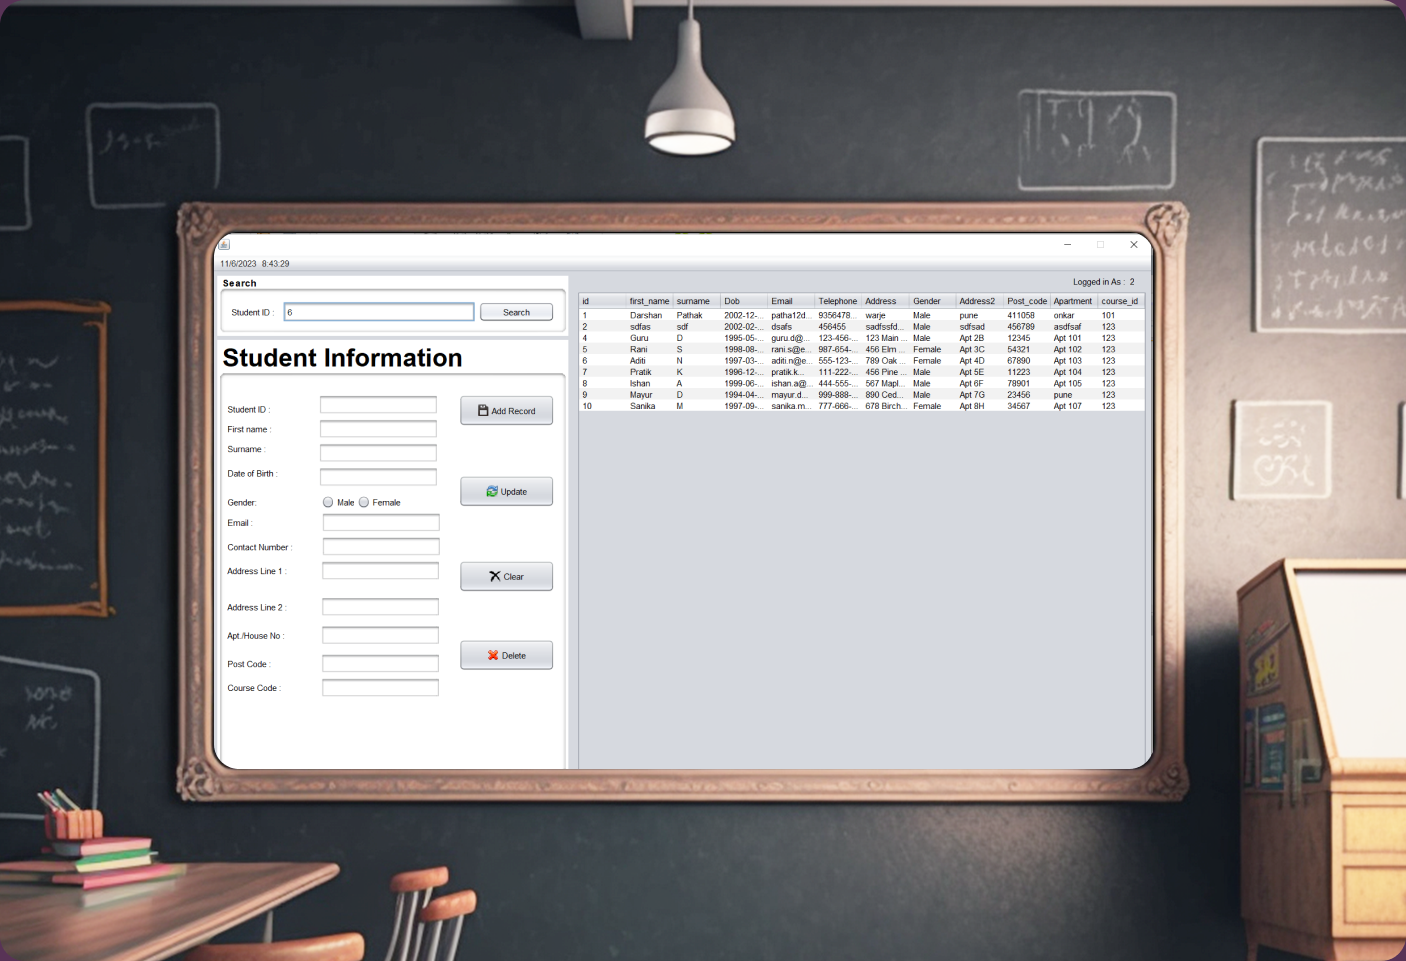 11/6/2023 8:43:29
Logged in As : 2
Search
Student ID : 6 Search
Student Information
Student ID : Add Record
First name :
Surname :
Date of Birth :
Update
Gender: Male Female
Email :
Contact Number :
Address Line 1 : Clear
Address Line 2 :
Apt./House No :
Delete
Post Code :
Course Code :
id first_name surname Dob Email Telephone Address Gender Address2 Post_code Apartment course_id
1 Darshan Pathak 2002-12-... patha12d... 9356478... warje Male pune 411058 onkar 101
2 sdfas sdf 2002-02-... dsafs 456455 sadfssfd... Male sdfsad 456789 asdfsaf 123
4 Guru D 1995-05-... guru.d@... 123-456-... 123 Main ... Male Apt 2B 12345 Apt 101 123
5 Rani S 1998-08-... rani.s@e... 987-654-... 456 Elm ... Female Apt 3C 54321 Apt 102 123
6 Aditi N 1997-03-... aditi.n@e... 555-123-... 789 Oak ... Female Apt 4D 67890 Apt 103 123
7 Pratik K 1996-12-... pratik.k... 111-222-... 456 Pine ... Male Apt 5E 11223 Apt 104 123
8 Ishan A 1999-06-... ishan.a@... 444-555-... 567 Mapl... Male Apt 6F 78901 Apt 105 123
9 Mayur D 1994-04-... mayur.d... 999-888-... 890 Ced... Male Apt 7G 23456 pune 123
10 Sanika M 1997-09-... sanika.m... 777-666-... 678 Birch... Female Apt 8H 34567 Apt 107 123